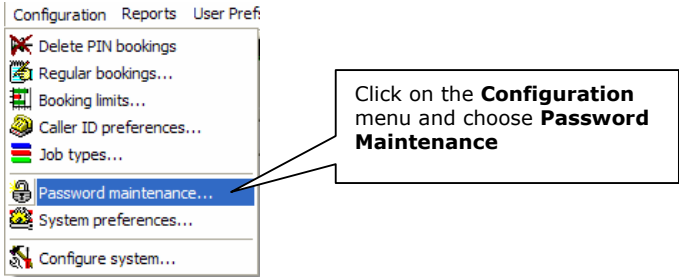 Configuration Reports User Pref
Delete PIN bookings
Regular bookings...
Booking limits...
Caller ID preferences...
Job types...
Password maintenance...
System preferences...
Configure system...
Click on the Configuration
menu and choose Password
Maintenance